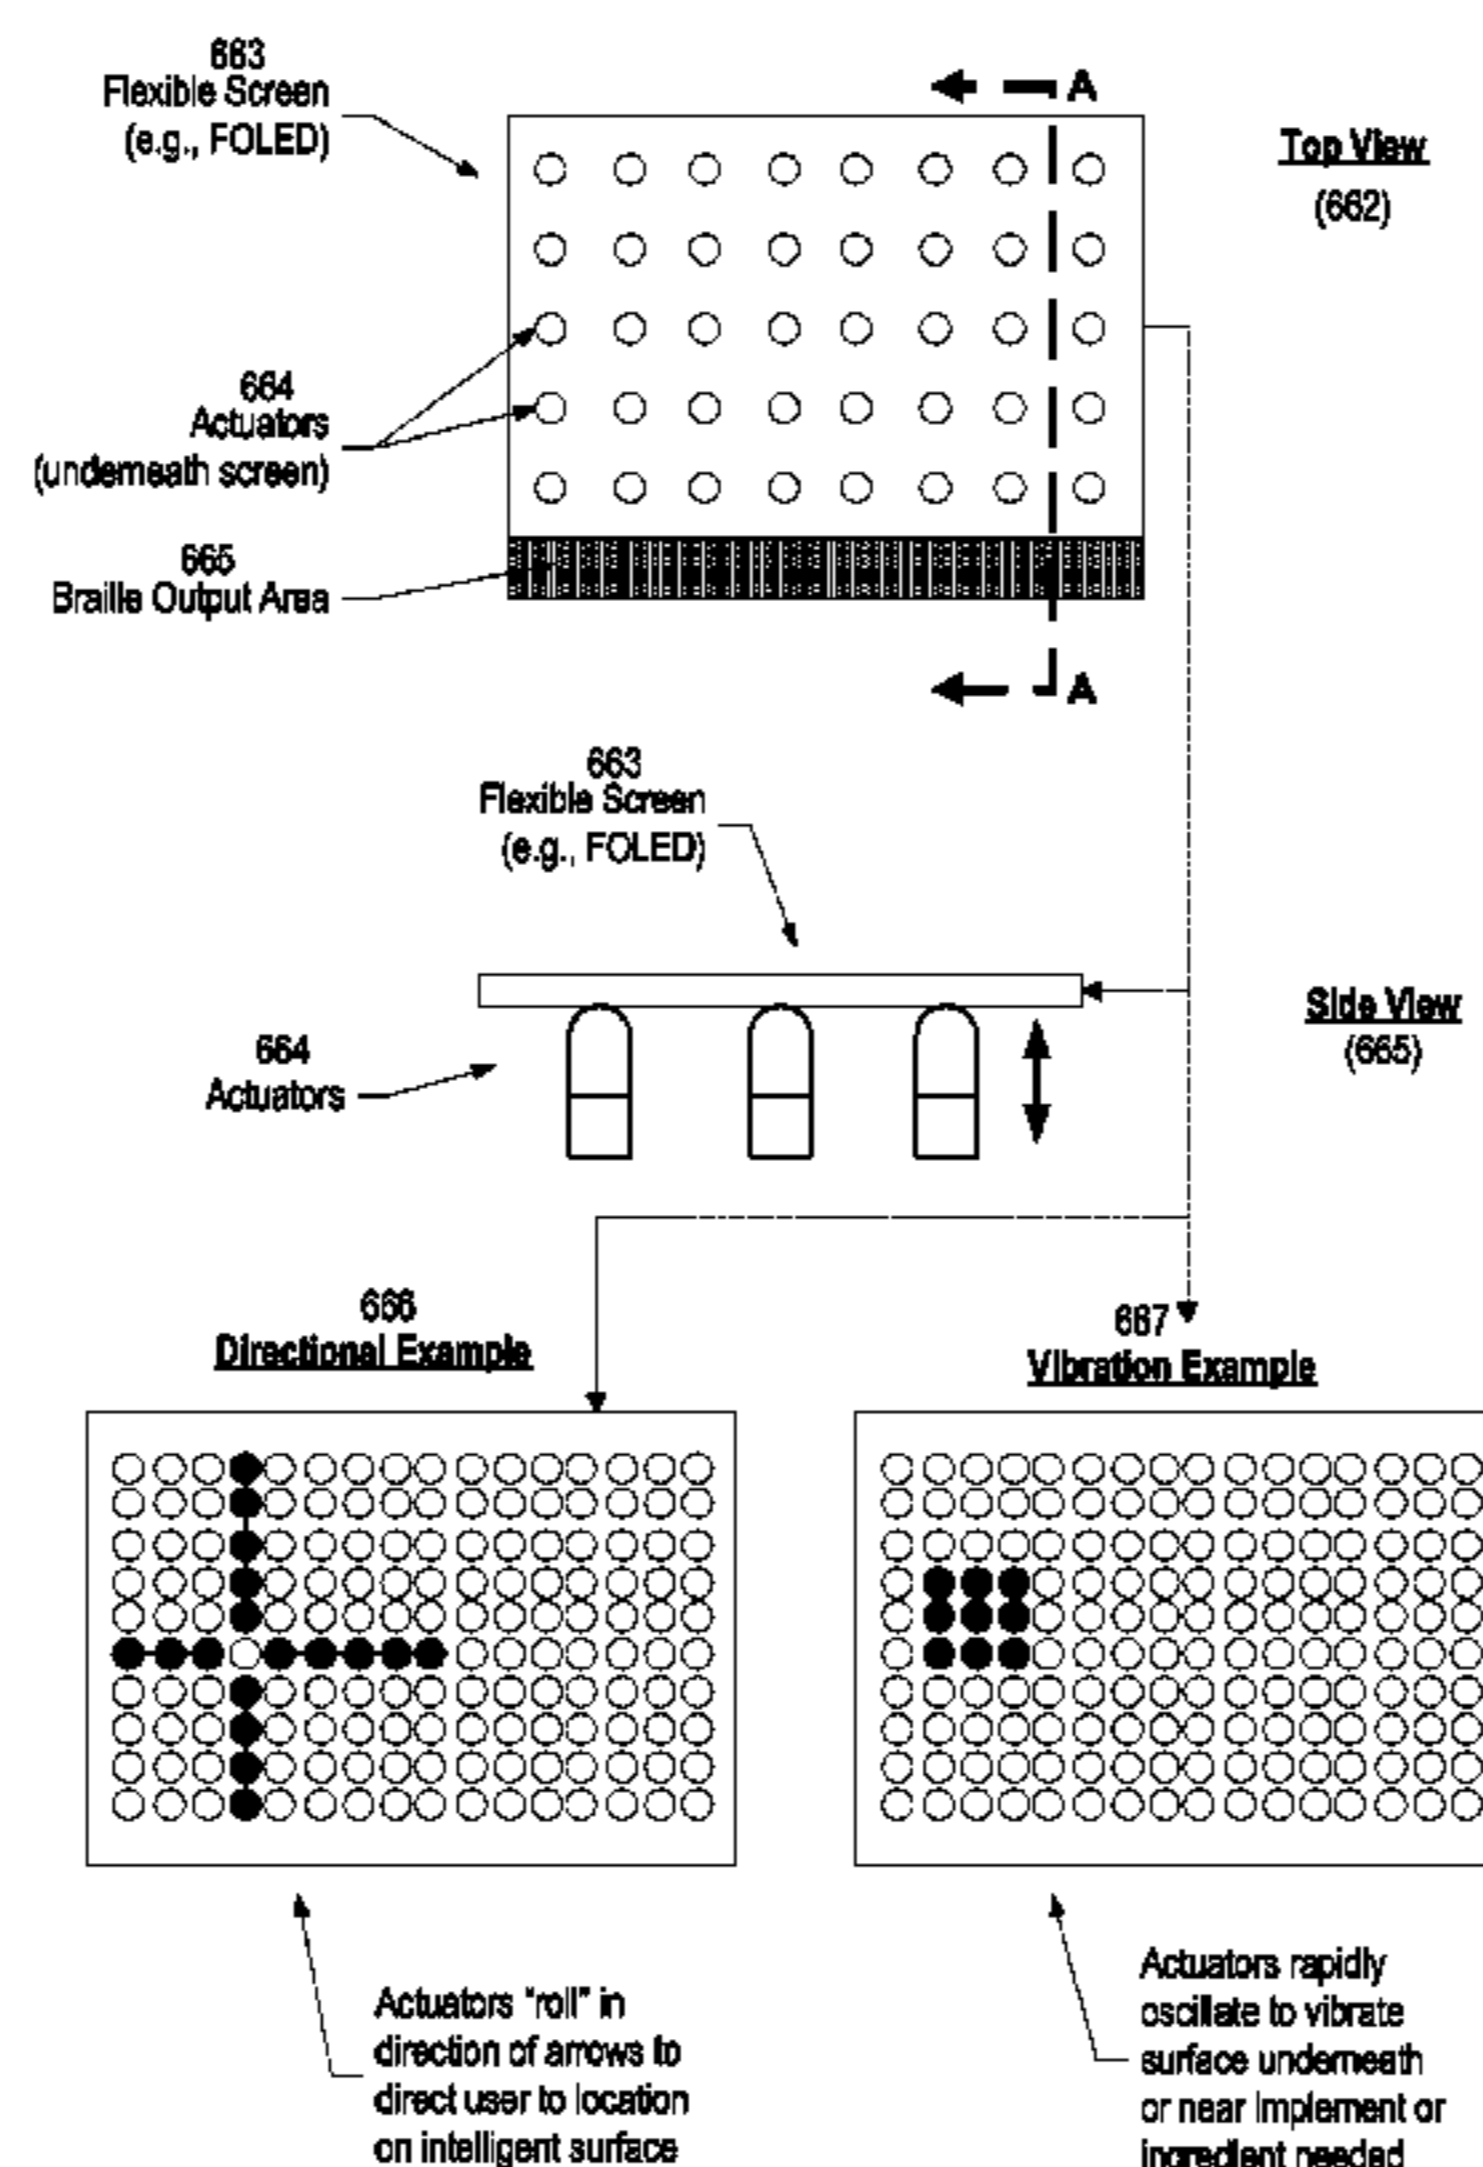 663
Flexible Screen
(e.g., FOLED)
A
Top View
(662)
664
Actuators
(underneath screen)
665
Braille Output Area
A
663
Flexible Screen
(e.g., FOLED)
Side View
(665)
664
Actuators
666
Directional Example
667
Vibration Example
Actuators "roll" in
direction of arrows to
direct user to location
on intelligent surface
Actuators rapidly
oscillate to vibrate
surface underneath
or near implement or
ingredient needed